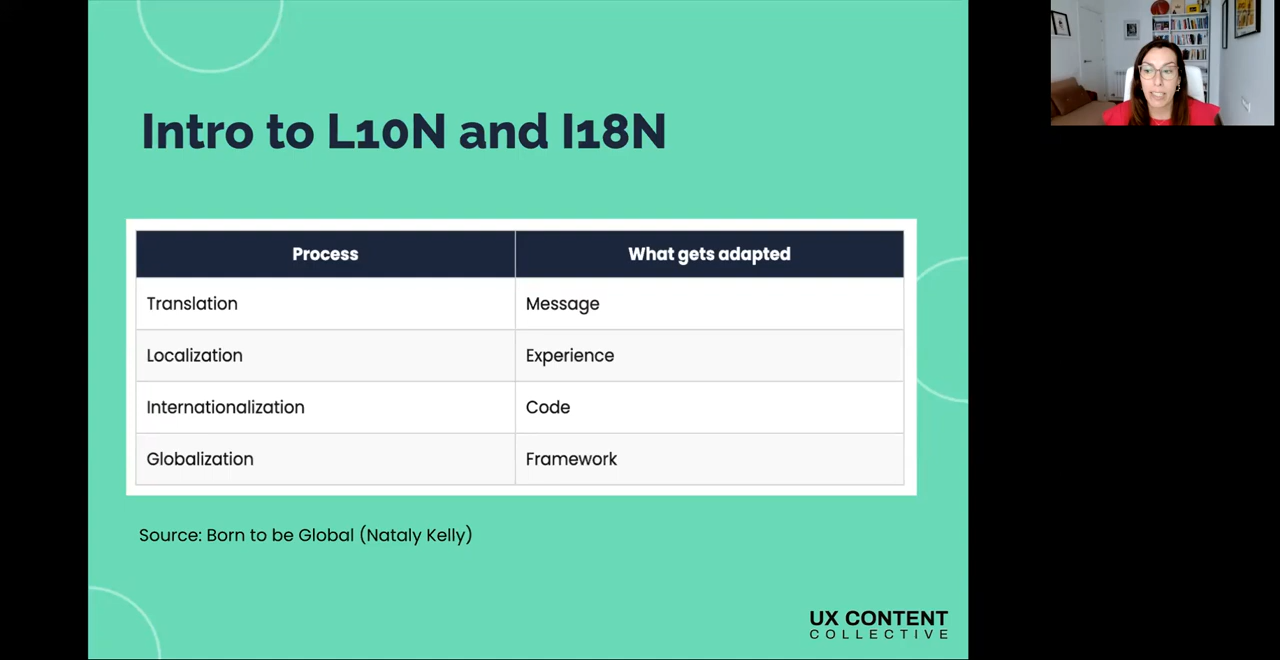 Intro to L10N and I18N
Process What gets adapted
Translation Message
Localization Experience
Internationalization Code
Globalization Framework
Source: Born to be Global (Nataly Kelly)
UX CONTENT
COLLECTIVE